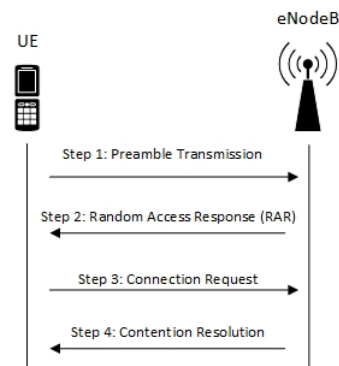 eNodeB
UE
Step 1: Preamble Transmission
Step 2: Random Access Response (RAR)
Step 3: Connection Request
Step 4: Contention Resolution